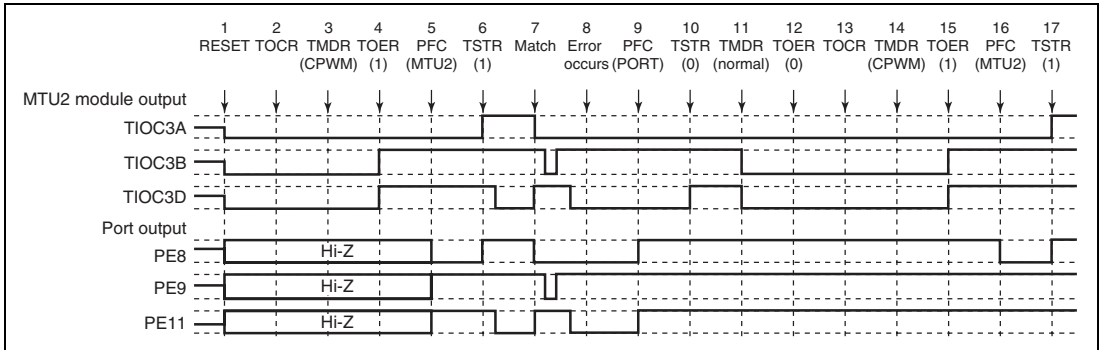 1 2 3 4 5 6 7 8 9 10 11 12 13 14 15 16 17
RESET TOCR TMDR TOER PFC TSTR Match Error PFC TSTR TMDR TOER TOCR TMDR TOER PFC TSTR
(CPWM) (1) (MTU2) (1) occurs (PORT) (0) (normal) (0) (CPWM) (1) (MTU2) (1)
MTU2 module output
TIOC3A
TIOC3B
TIOC3D
Port output
PE8 Hi-Z
PE9 Hi-Z
PE11 Hi-Z